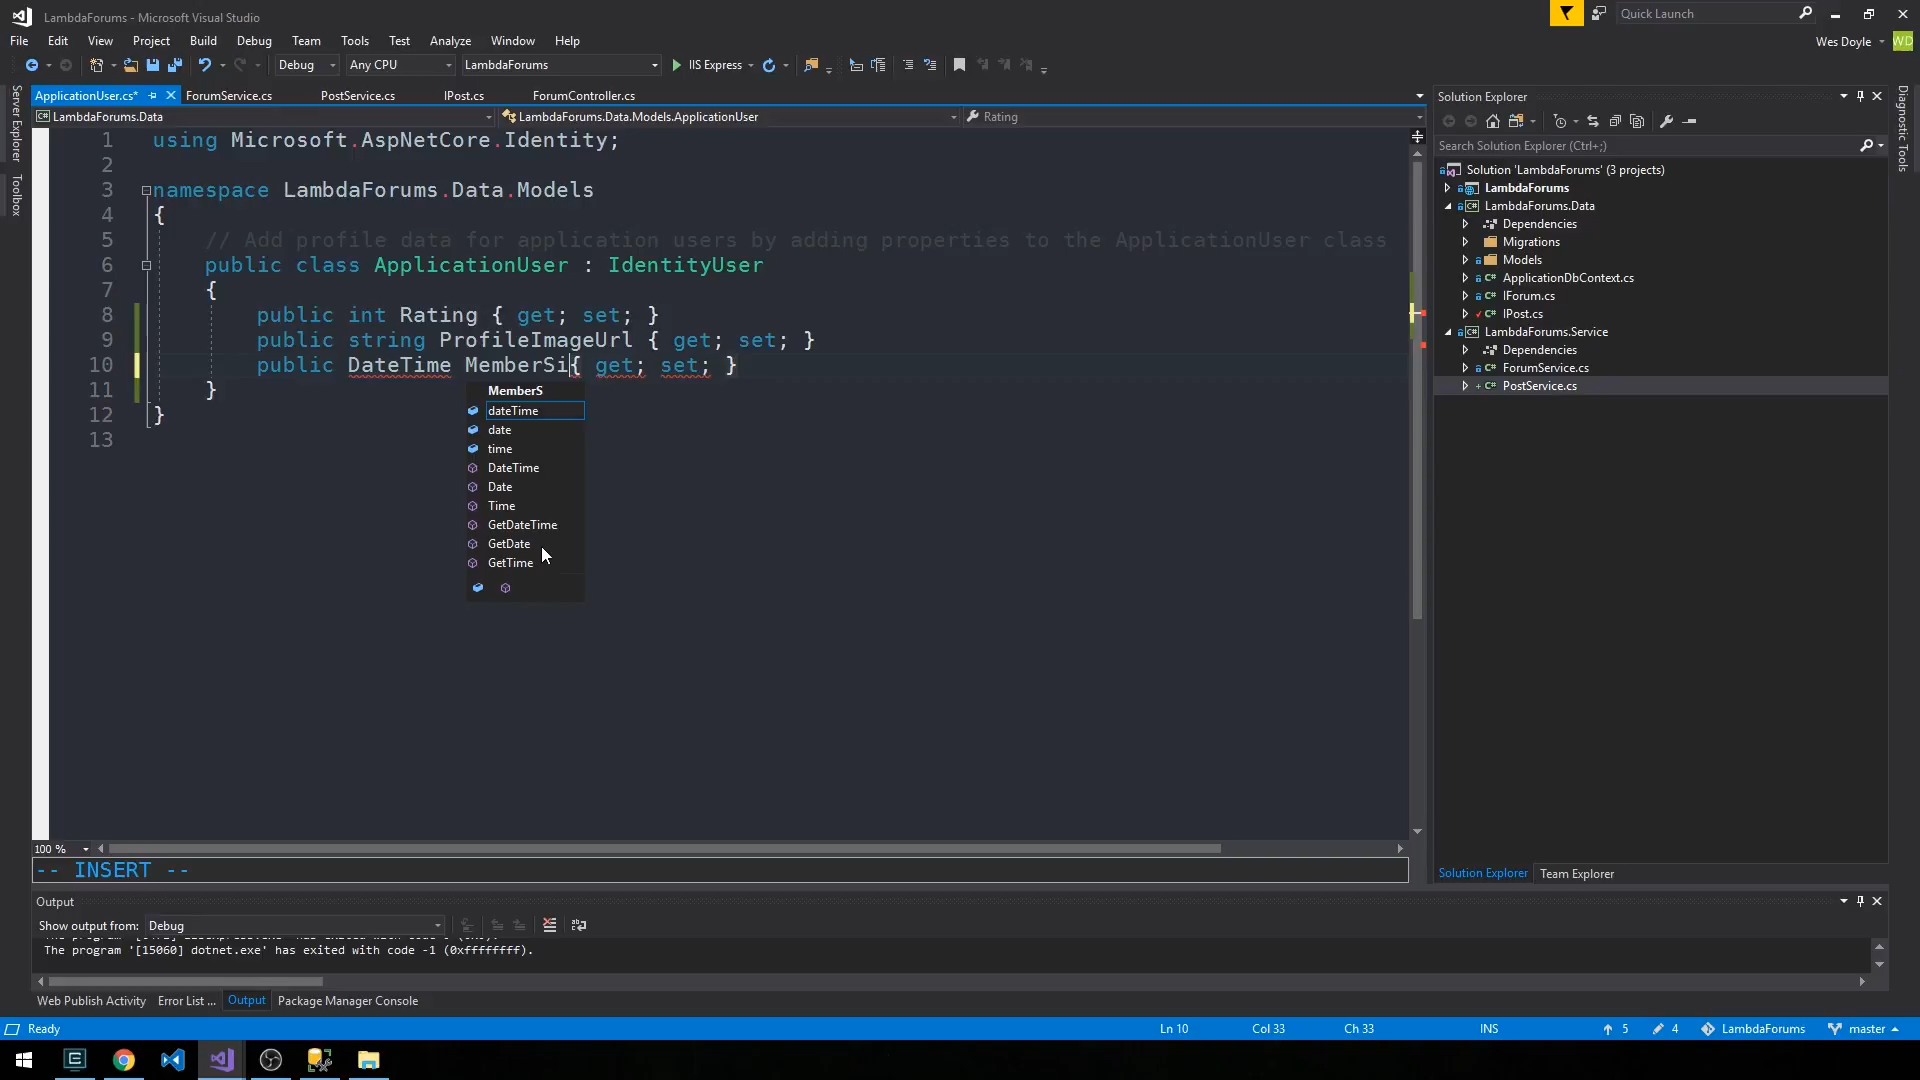 LambdaForums - Microsoft Visual Studio
Quick Launch
File Edit View Project Build Debug Team Tools Test Analyze Window Help
Wes Doyle WD
Debug Any CPU LambdaForums IIS Express
ApplicationUser.cs* ForumService.cs PostService.cs IPost.cs ForumController.cs
LambdaForums.Data LambdaForums.Data.Models.ApplicationUser Rating
Server Explorer
Toolbox
1 using Microsoft.AspNetCore.Identity;
2
3 namespace LambdaForums.Data.Models
4 {
5 // Add profile data for application users by adding properties to the ApplicationUser class
6 public class ApplicationUser : IdentityUser
7 {
8 public int Rating { get; set; }
9 public string ProfileImageUrl { get; set; }
10 public DateTime MemberSi{ get; set; }
11 }
12 }
13
MemberS
dateTime
date
time
DateTime
Date
Time
GetDateTime
GetDate
GetTime
100 %
-- INSERT --
Solution Explorer
Search Solution Explorer (Ctrl+;)
Solution 'LambdaForums' (3 projects)
LambdaForums
LambdaForums.Data
Dependencies
Migrations
Models
ApplicationDbContext.cs
IForum.cs
IPost.cs
LambdaForums.Service
Dependencies
ForumService.cs
PostService.cs
Solution Explorer Team Explorer
Diagnostic Tools
Output
Show output from: Debug
The program '[15060] dotnet.exe' has exited with code -1 (0xffffffff).
Web Publish Activity Error List ... Output Package Manager Console
Ready Ln 10 Col 33 Ch 33 INS 5 4 LambdaForums master